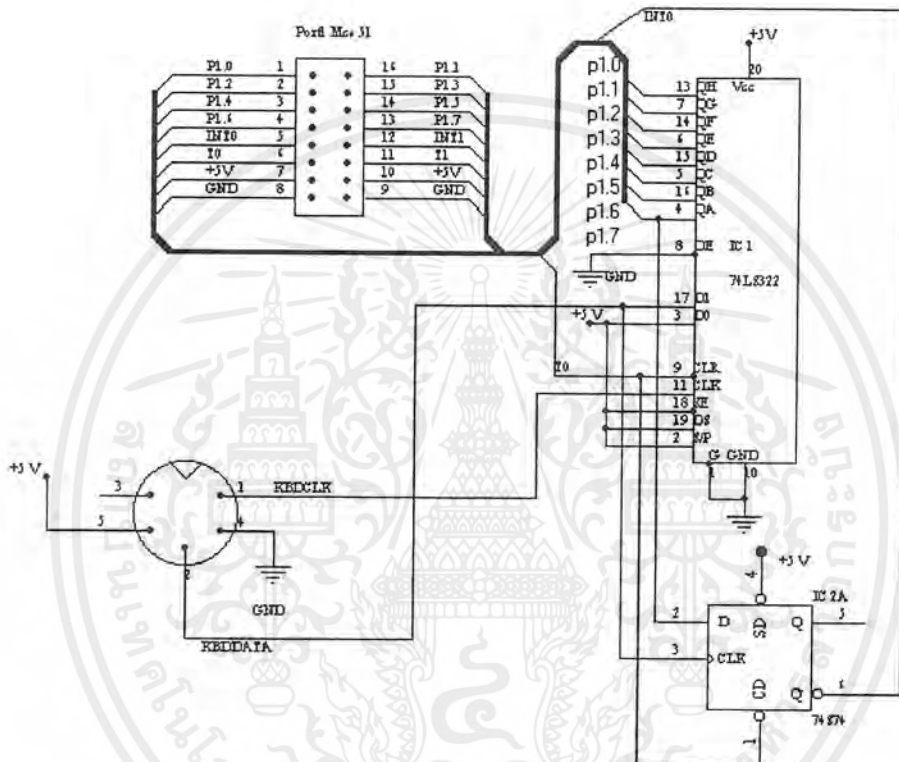 INT0
Port1 Mcs 51
P1.0 1 16 P1.1
P1.2 2 15 P1.3
P1.4 3 14 P1.5
P1.6 4 13 P1.7
INT0 5 12 INT1
T0 6 11 T1
+5V 7 10 +5V
GND 8 9 GND
p1.0
p1.1
p1.2
p1.3
p1.4
p1.5
p1.6
p1.7
+5V
20
Vcc
13 QH
7 QG
14 QF
6 QE
15 QD
5 QC
16 QB
4 QA
8 OE
IC 1
GND
74LS322
17 D1
+5V
3 D0
T0
9 CLR
11 CLK
18 SE
19 DS
2 S/P
G GND
1 10
+5 V
3
5
1 KBDCLK
4
2
GND
KBDDATA
+5 V
4
IC 2A
2 D SD Q 5
3 CLK
CD Q 6
74S74
1